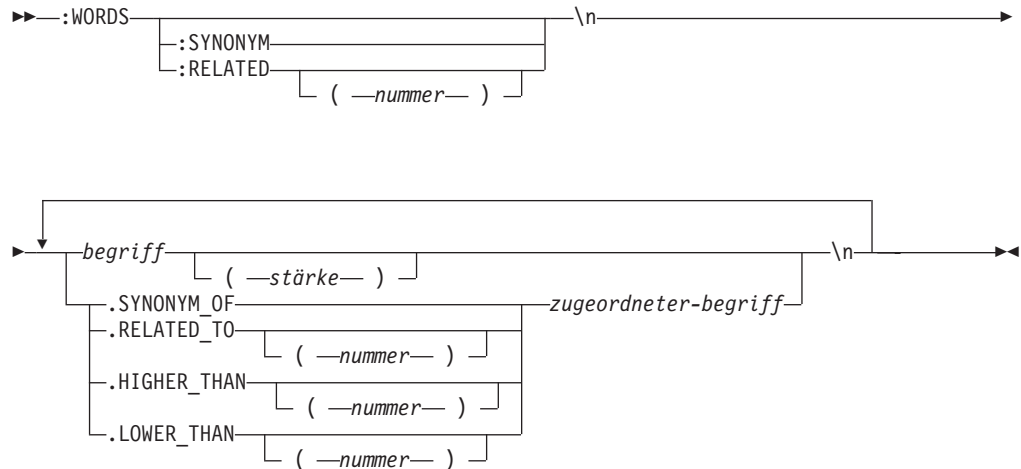 :WORDS \n
:SYNONYM
:RELATED
( nummer )
begriff \n
( stärke )
.SYNONYM_OF zugeordneter-begriff
.RELATED_TO
( nummer )
.HIGHER_THAN
( nummer )
.LOWER_THAN
( nummer )